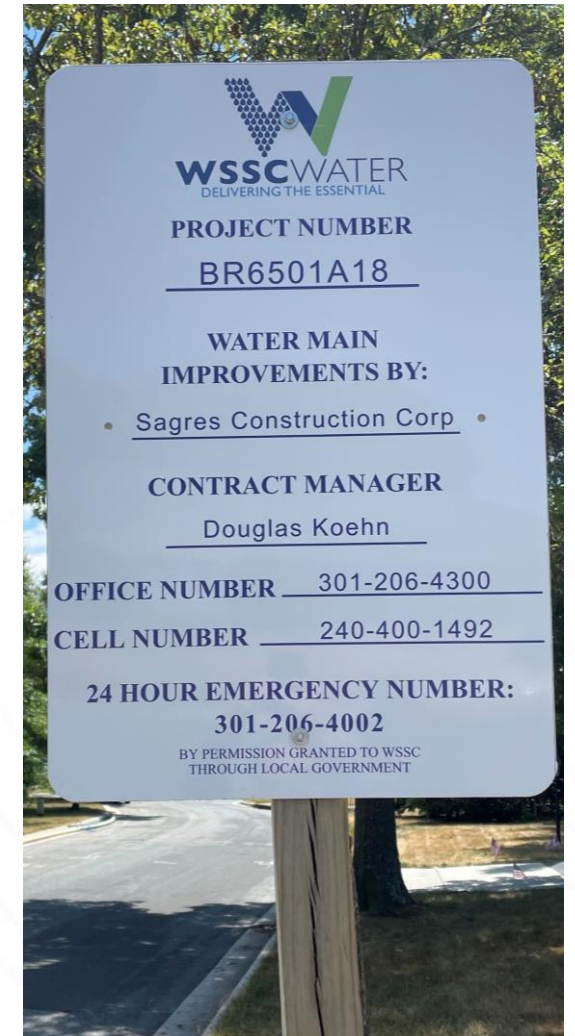 WSSCWATER
DELIVERING THE ESSENTIAL
PROJECT NUMBER
BR6501A18
WATER MAIN
IMPROVEMENTS BY:
Sagres Construction Corp
CONTRACT MANAGER
Douglas Koehn
OFFICE NUMBER 301-206-4300
CELL NUMBER 240-400-1492
24 HOUR EMERGENCY NUMBER:
301-206-4002
BY PERMISSION GRANTED TO WSSC
THROUGH LOCAL GOVERNMENT